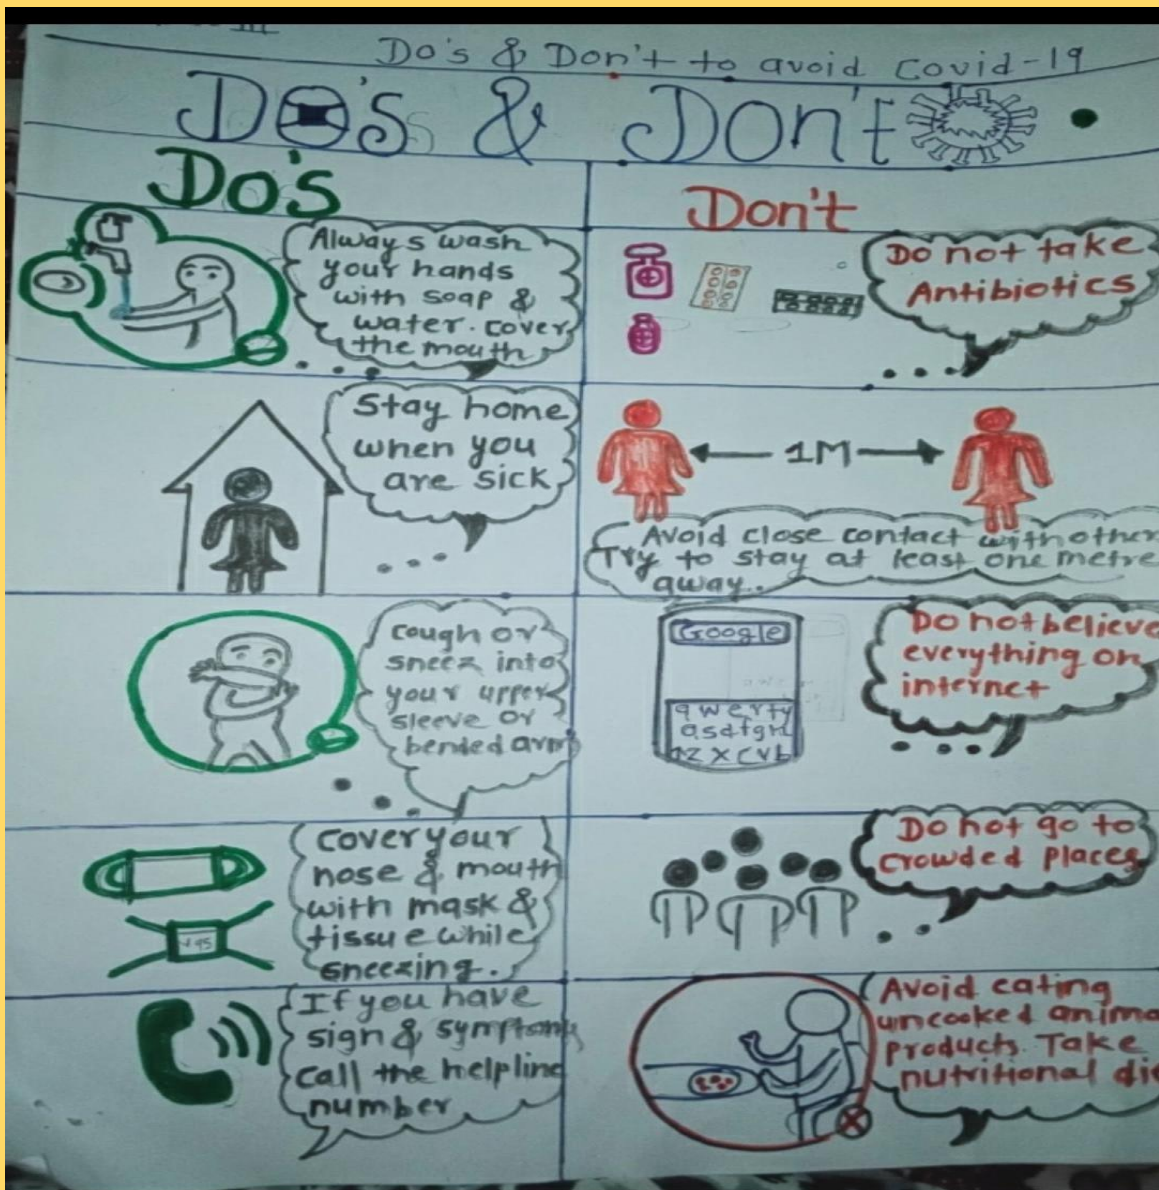 III
Do's & Don't to avoid Covid-19
Do's & Don't
Do's
Always wash
your hands
with soap &
water. cover
the mouth
Stay home
when you
are sick
cough or
sneez into
your upper
sleeve or
bended arm
cover your
nose & mouth
with mask &
tissue while
sneezing.
If you have
sign & symptoms
call the helpline
number
Don't
Do not take
Antibiotics
1M
Avoid close contact with other
Try to stay at least one metre
away..
Google
qwerty
asdfgh
zxcvb
Do not believe
everything on
internet
Do not go to
crowded places
Avoid eating
uncooked anima
products. Take
nutritional die